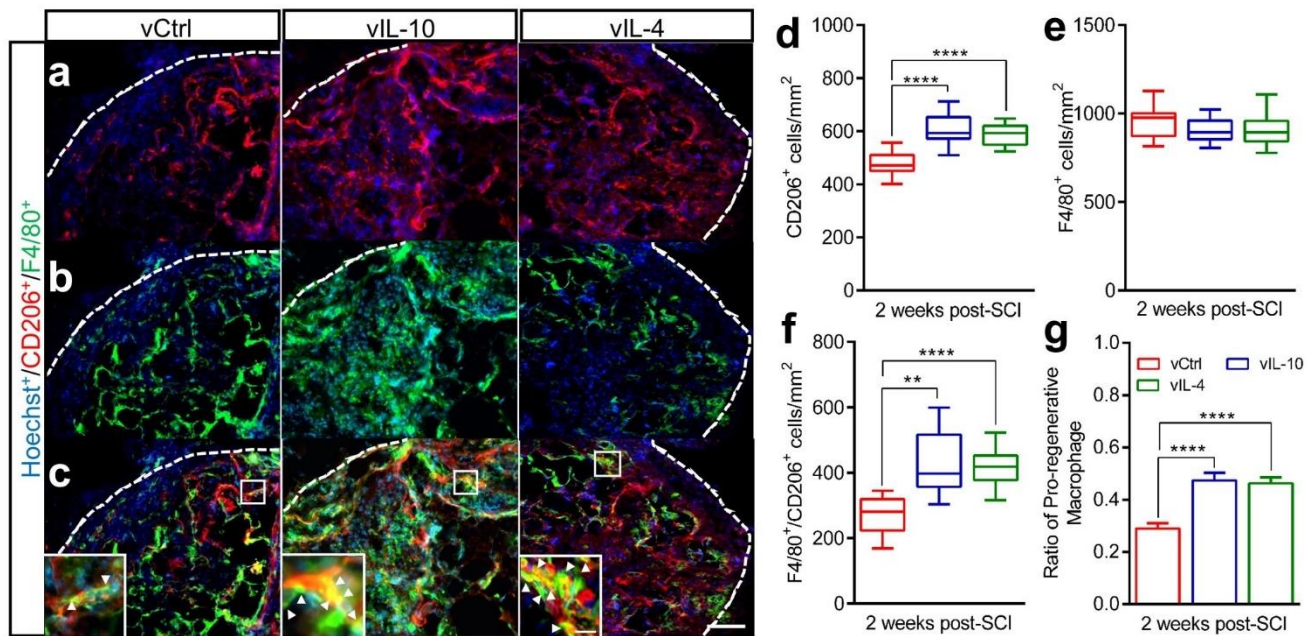 vCtrl
vIL-10
vIL-4
Hoechst⁺/CD206⁺/F4/80⁺
a
b
c
d
CD206⁺ cells/mm²
1000
800
600
400
200
0
****
****
2 weeks post-SCI
e
F4/80⁺ cells/mm²
1500
1000
500
0
2 weeks post-SCI
f
F4/80⁺/CD206⁺ cells/mm²
800
600
400
200
0
****
**
2 weeks post-SCI
g
Ratio of Pro-regenerative
Macrophage
1.0
0.8
0.6
0.4
0.2
0.0
vCtrl
vIL-10
vIL-4
****
****
2 weeks post-SCI